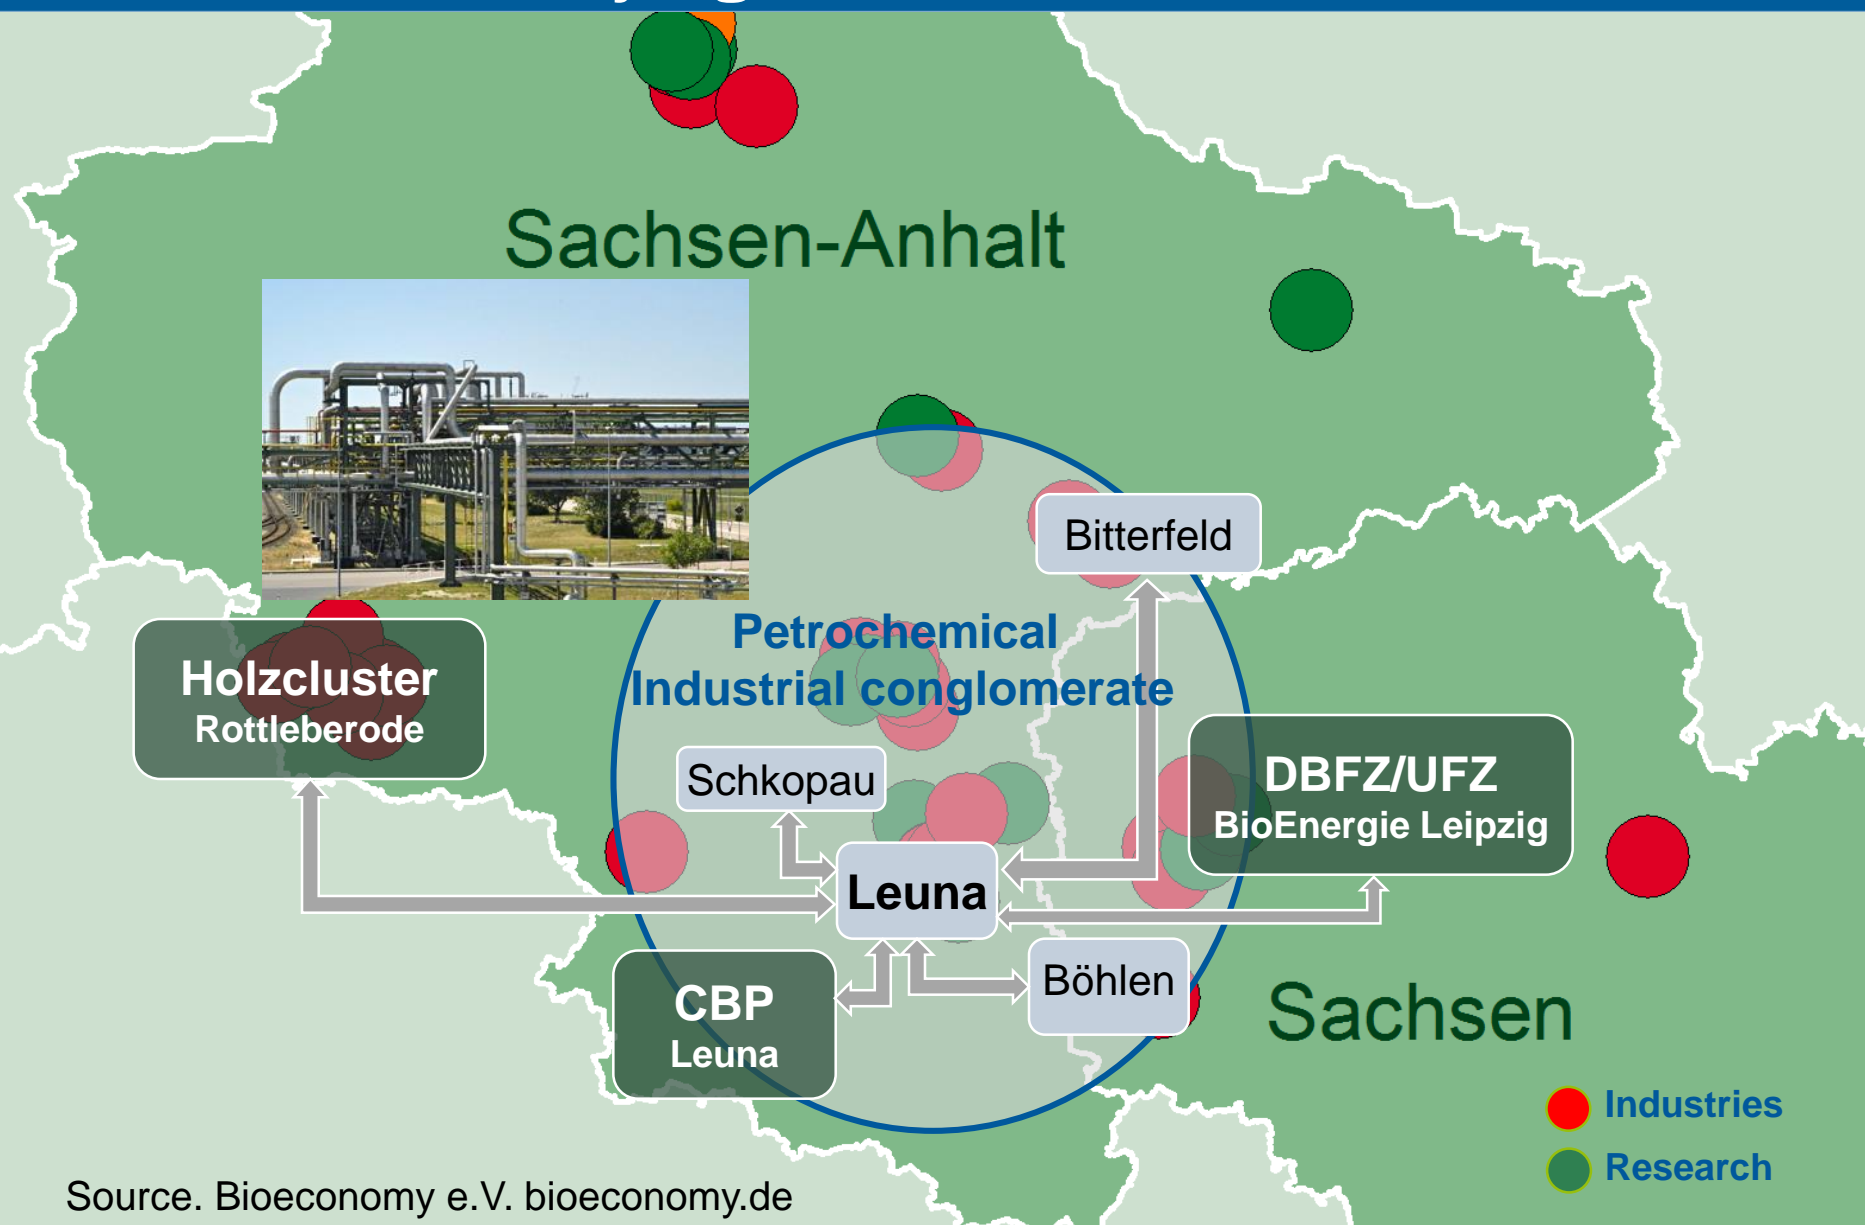 Sachsen-Anhalt
Bitterfeld
Petrochemical
Industrial conglomerate
Holzcluster
Rottleberode
Schkopau
DBFZ/UFZ
BioEnergie Leipzig
Leuna
CBP
Leuna
Böhlen
Sachsen
Industries
Research
Source. Bioeconomy e.V. bioeconomy.de